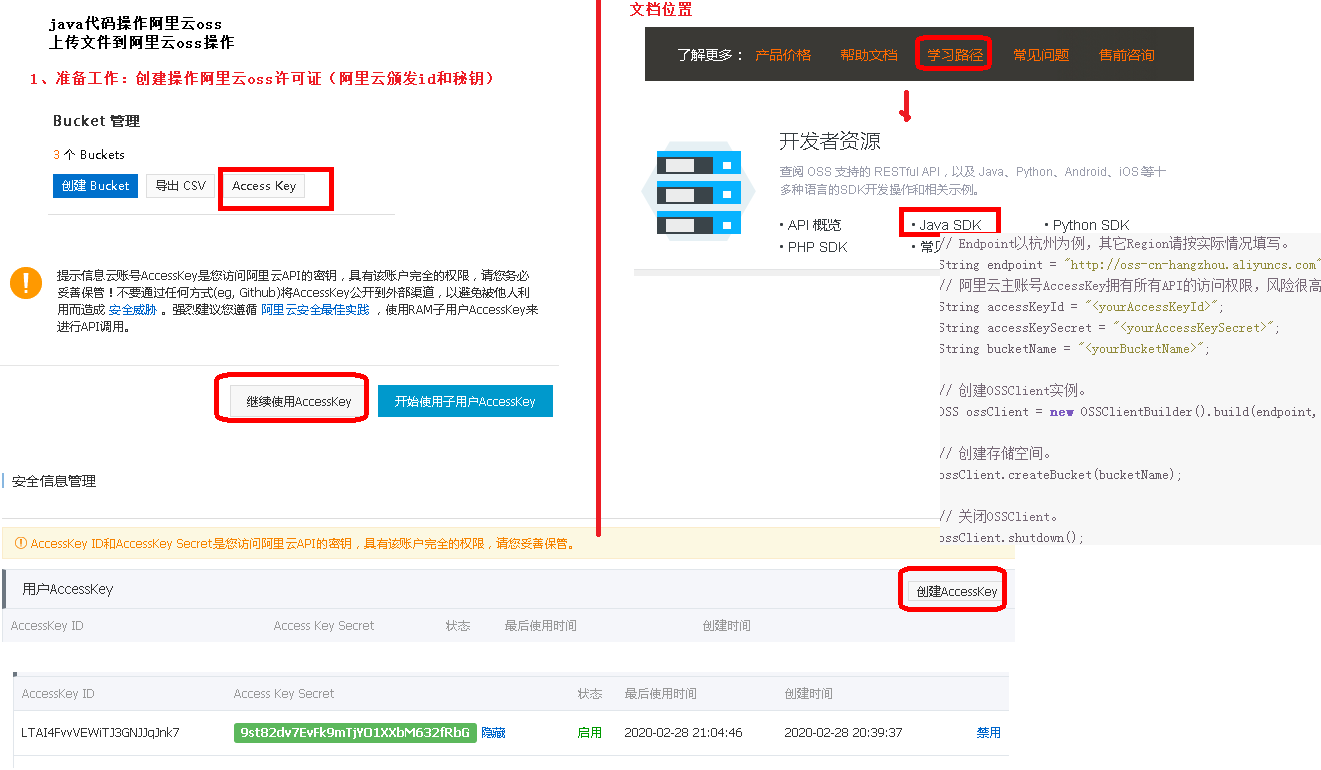 java代码操作阿里云oss
上传文件到阿里云oss操作
1、准备工作：创建操作阿里云oss许可证（阿里云颁发id和秘钥）
Bucket 管理
3 个 Buckets
创建 Bucket 导出 CSV Access Key
提示信息云账号AccessKey是您访问阿里云API的密钥，具有该账户完全的权限，请您务必
妥善保管！不要通过任何方式(eg, Github)将AccessKey公开到外部渠道，以避免被他人利
用而造成 安全威胁 。强烈建议您遵循 阿里云安全最佳实践 ，使用RAM子用户AccessKey来
进行API调用。
继续使用AccessKey 开始使用子用户AccessKey
安全信息管理
文档位置
了解更多： 产品价格 帮助文档 学习路径 常见问题 售前咨询
开发者资源
查阅 OSS 支持的 RESTful API，以及 Java、Python、Android、iOS 等十
多种语言的SDK开发操作和相关示例。
• API 概览 • Java SDK • Python SDK
• PHP SDK • 常
// Endpoint以杭州为例，其它Region请按实际情况填写。
String endpoint = "http://oss-cn-hangzhou.aliyuncs.com"
// 阿里云主账号AccessKey拥有所有API的访问权限，风险很高
String accessKeyId = "<yourAccessKeyId>";
String accessKeySecret = "<yourAccessKeySecret>";
String bucketName = "<yourBucketName>";
// 创建OSSClient实例。
OSS ossClient = new OSSClientBuilder().build(endpoint,
// 创建存储空间。
ossClient.createBucket(bucketName);
// 关闭OSSClient。
ossClient.shutdown();
AccessKey ID和AccessKey Secret是您访问阿里云API的密钥，具有该账户完全的权限，请您妥善保管。
用户AccessKey 创建AccessKey
AccessKey ID Access Key Secret 状态 最后使用时间 创建时间
AccessKey ID Access Key Secret 状态 最后使用时间 创建时间
LTAI4FvvVEWiTJ3GNJJqJnk7 9st82dv7EvFk9mTjYO1XXbM632fRbG 隐藏 启用 2020-02-28 21:04:46 2020-02-28 20:39:37 禁用